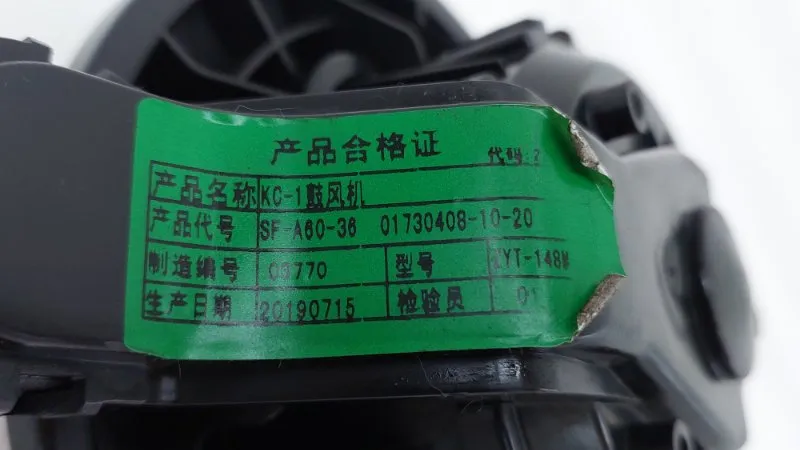 产品合格证 代码:2
产品名称 KC-1鼓风机
产品代号 SF-A60-36 01730408-10-20
制造编号 型号 ZYT-148W
生产日期 20190715 检验员 01